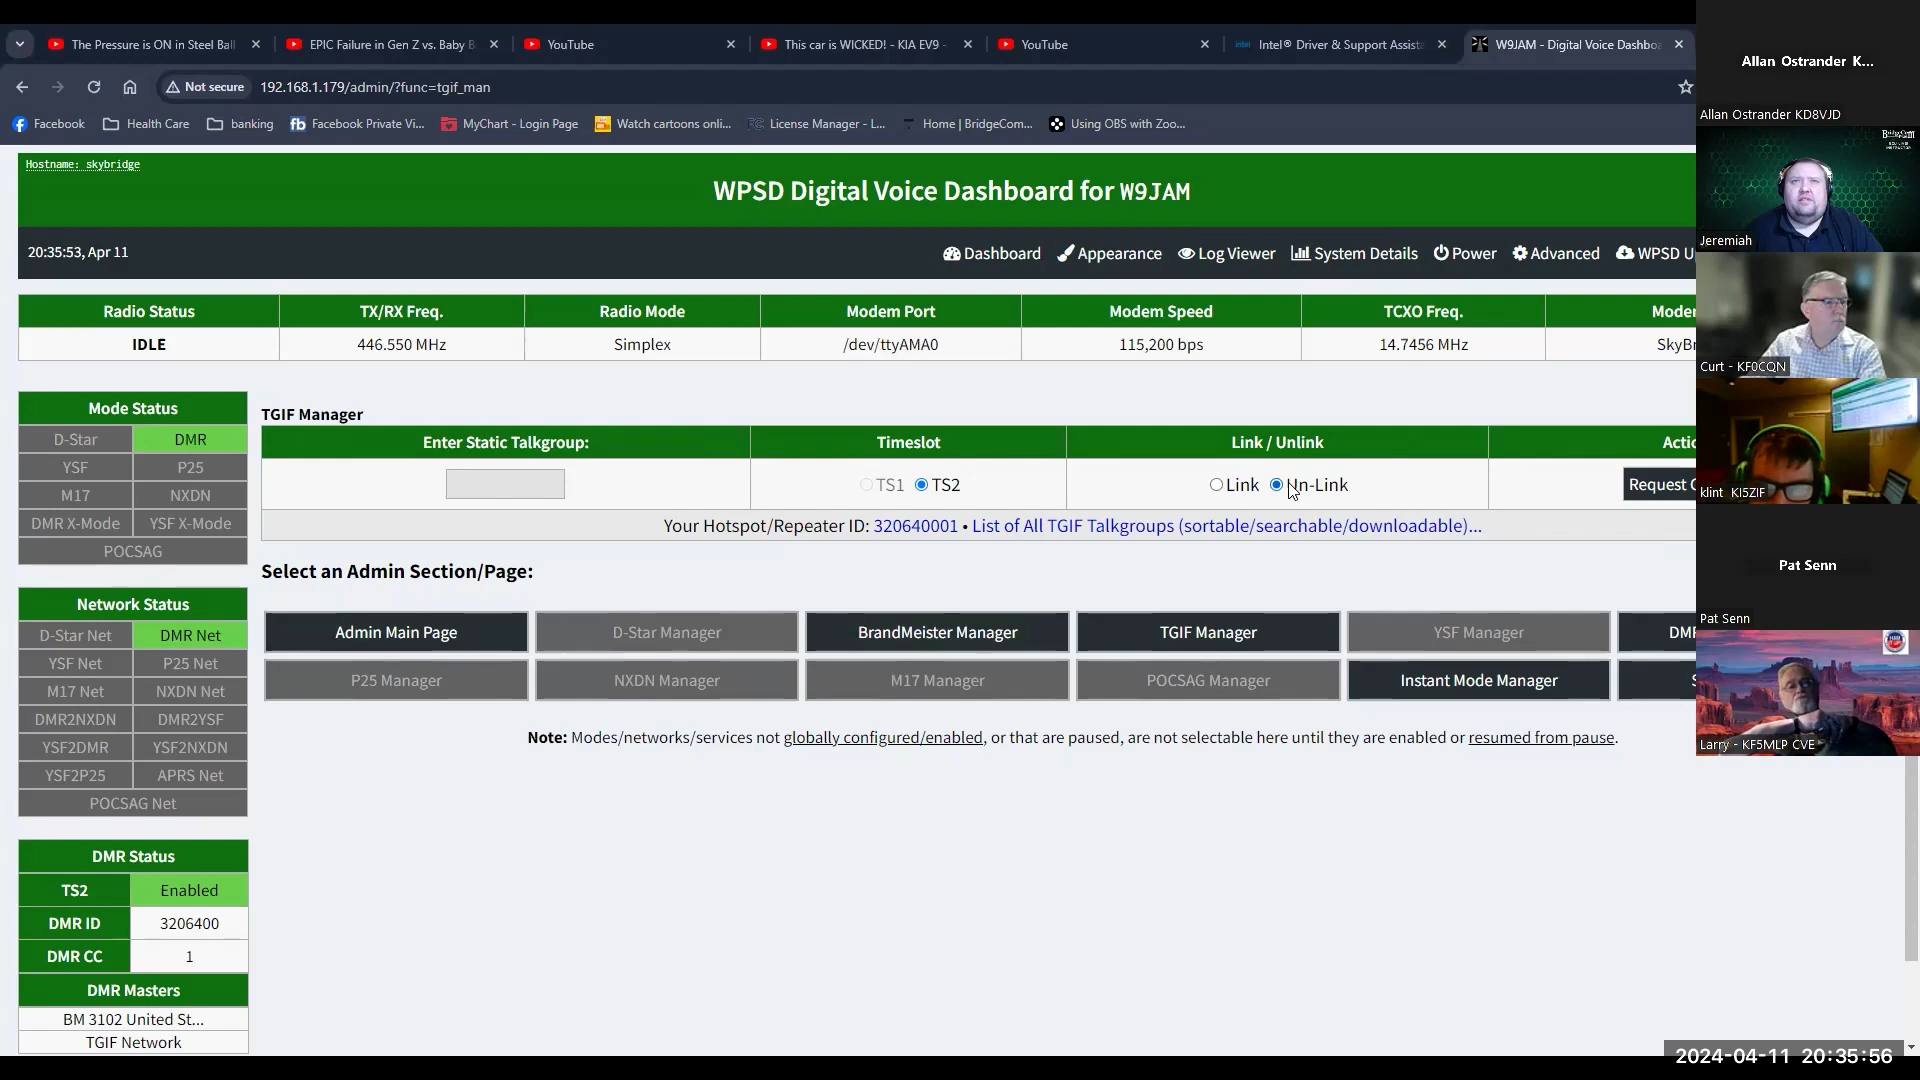 The Pressure is ON in Steel Ball
EPIC Failure in Gen Z vs. Baby B
YouTube
This car is WICKED! - KIA EV9 -
YouTube
intel Intel® Driver & Support Assista
W9JAM - Digital Voice Dashbo
Not secure 192.168.1.179/admin/?func=tgif_man
Facebook Health Care banking Facebook Private Vi... MyChart - Login Page Watch cartoons onli... License Manager - L... Home | BridgeCom... Using OBS with Zoo...
Hostname: skybridge
WPSD Digital Voice Dashboard for W9JAM
20:35:53, Apr 11 Dashboard Appearance Log Viewer System Details Power Advanced WPSD U
Radio Status TX/RX Freq. Radio Mode Modem Port Modem Speed TCXO Freq. Moder
IDLE 446.550 MHz Simplex /dev/ttyAMA0 115,200 bps 14.7456 MHz SkyBr
Mode Status
D-Star DMR
YSF P25
M17 NXDN
DMR X-Mode YSF X-Mode
POCSAG
Network Status
D-Star Net DMR Net
YSF Net P25 Net
M17 Net NXDN Net
DMR2NXDN DMR2YSF
YSF2DMR YSF2NXDN
YSF2P25 APRS Net
POCSAG Net
DMR Status
TS2 Enabled
DMR ID 3206400
DMR CC 1
DMR Masters
BM 3102 United St...
TGIF Network
TGIF Manager
Enter Static Talkgroup: Timeslot Link / Unlink Actio
TS1 TS2 Link Un-Link Request C
Your Hotspot/Repeater ID: 320640001 • List of All TGIF Talkgroups (sortable/searchable/downloadable)...
Select an Admin Section/Page:
Admin Main Page D-Star Manager BrandMeister Manager TGIF Manager YSF Manager DMR
P25 Manager NXDN Manager M17 Manager POCSAG Manager Instant Mode Manager S
Note: Modes/networks/services not globally configured/enabled, or that are paused, are not selectable here until they are enabled or resumed from pause.
Allan Ostrander K...
Allan Ostrander KD8VJD
Jeremiah
Curt - KF0CQN
klint KI5ZIF
Pat Senn
Pat Senn
Larry - KF5MLP CVE
2024-04-11 20:35:56